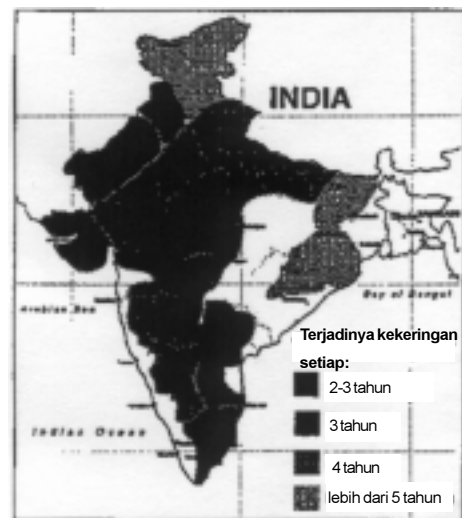 INDIA
Bay of Bengal
Arabian Sea
Terjadinya kekeringan
setiap:
2-3 tahun
3 tahun
Indian Ocean
4 tahun
lebih dari 5 tahun